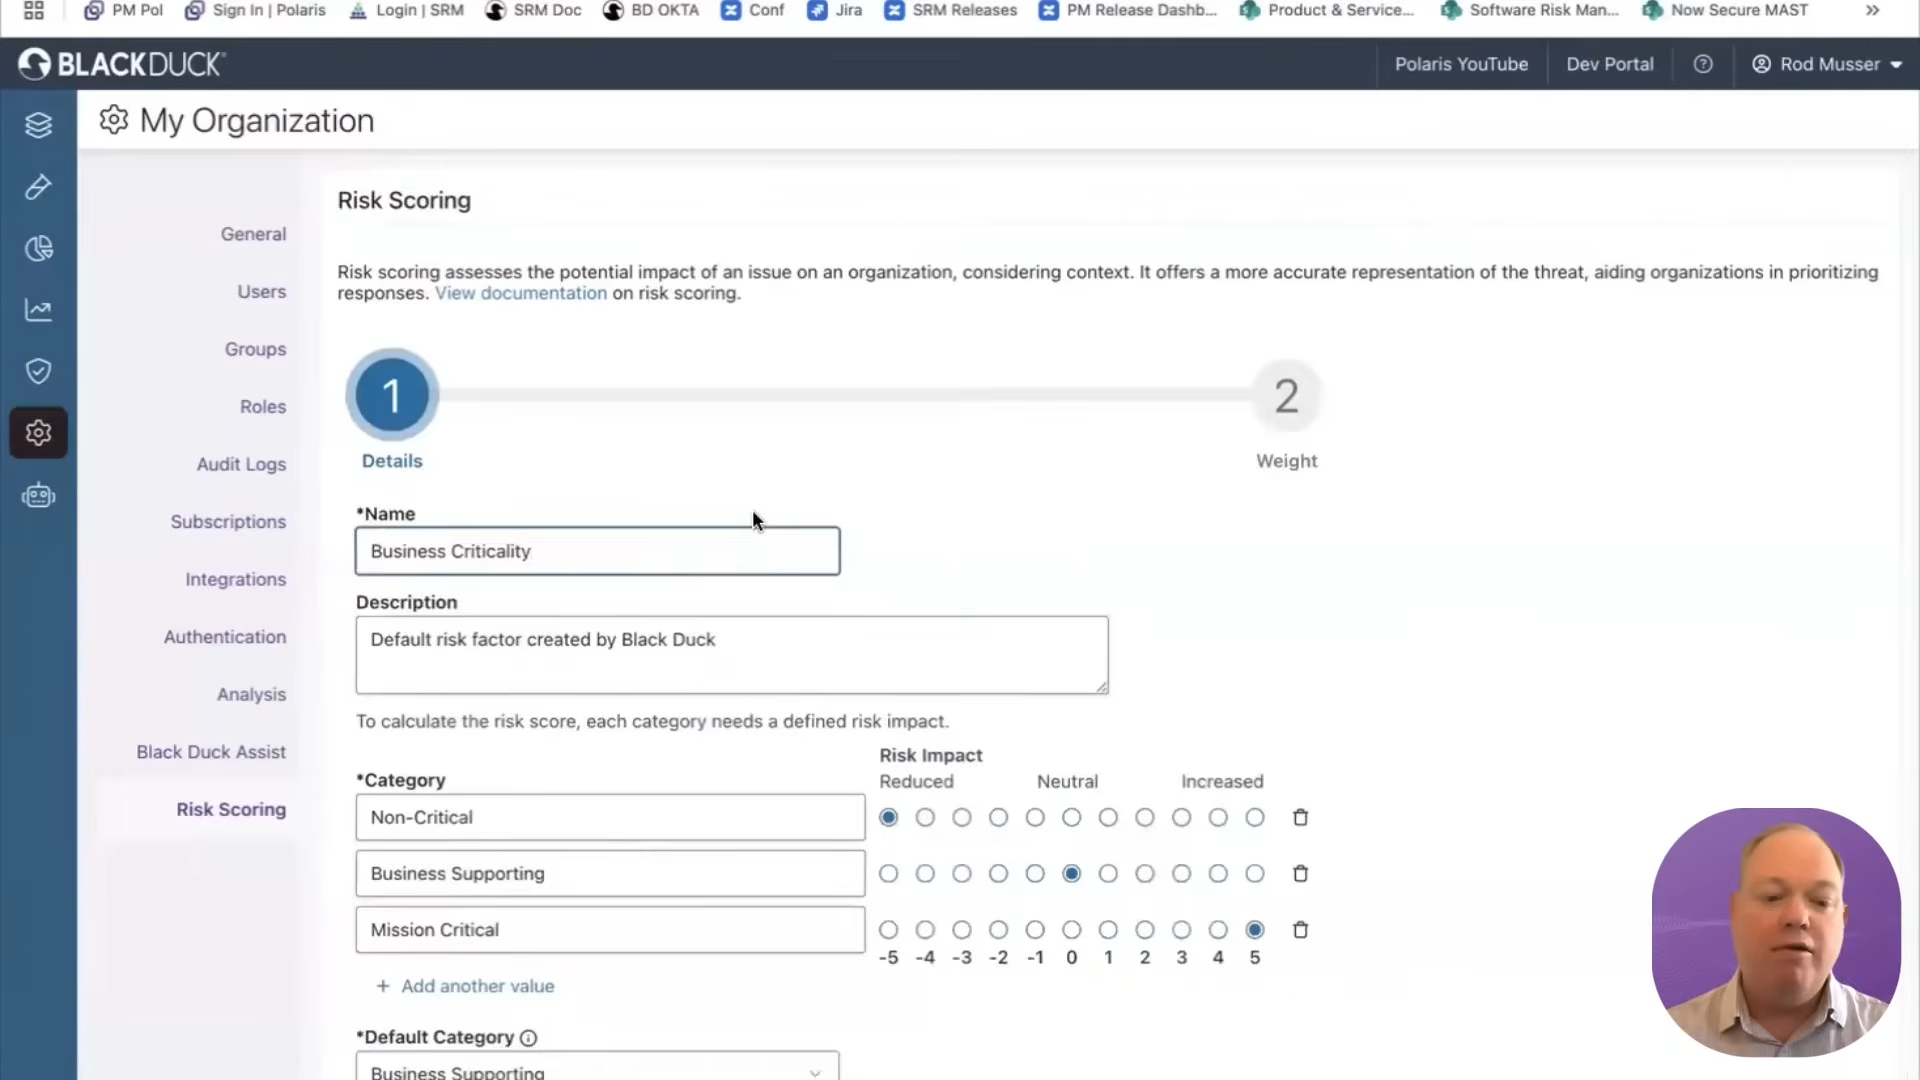 PM Pol
Sign In | Polaris
Login | SRM
SRM Doc
BD OKTA
Conf
Jira
SRM Releases
PM Release Dashb...
Product & Service...
Software Risk Man...
Now Secure MAST
BLACKDUCK
Polaris YouTube
Dev Portal
Rod Musser
My Organization
General
Users
Groups
Roles
Audit Logs
Subscriptions
Integrations
Authentication
Analysis
Black Duck Assist
Risk Scoring
Risk Scoring
Risk scoring assesses the potential impact of an issue on an organization, considering context. It offers a more accurate representation of the threat, aiding organizations in prioritizing
responses. View documentation on risk scoring.
1
2
Details
Weight
*Name
Business Criticality
Description
Default risk factor created by Black Duck
To calculate the risk score, each category needs a defined risk impact.
Risk Impact
*Category
Reduced Neutral Increased
Non-Critical
Business Supporting
Mission Critical
-5 -4 -3 -2 -1 0 1 2 3 4 5
+ Add another value
*Default Category
Business Supporting